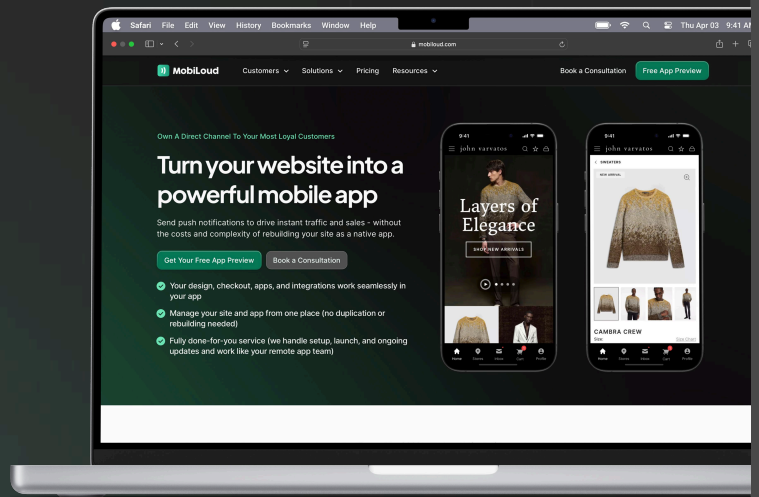 Safari File Edit View History Bookmarks Window Help
Thu Apr 03 9:41 AM
mobiloud.com
MobiLoud
Customers
Solutions
Pricing
Resources
Book a Consultation
Free App Preview
Own A Direct Channel To Your Most Loyal Customers
Turn your website into a
powerful mobile app
Send push notifications to drive instant traffic and sales - without
the costs and complexity of rebuilding your site as a native app.
Get Your Free App Preview
Book a Consultation
Your design, checkout, apps, and integrations work seamlessly in
your app
Manage your site and app from one place (no duplication or
rebuilding needed)
Fully done-for-you service (we handle setup, launch, and ongoing
updates and work like your remote app team)
9:41
john varvatos
Layers of
Elegance
SHOP NEW ARRIVALS
Home Stores Inbox Cart Profile
9:41
john varvatos
SWEATERS
NEW ARRIVAL
CAMBRA CREW
Size: Size Chart
Home Stores Inbox Cart Profile